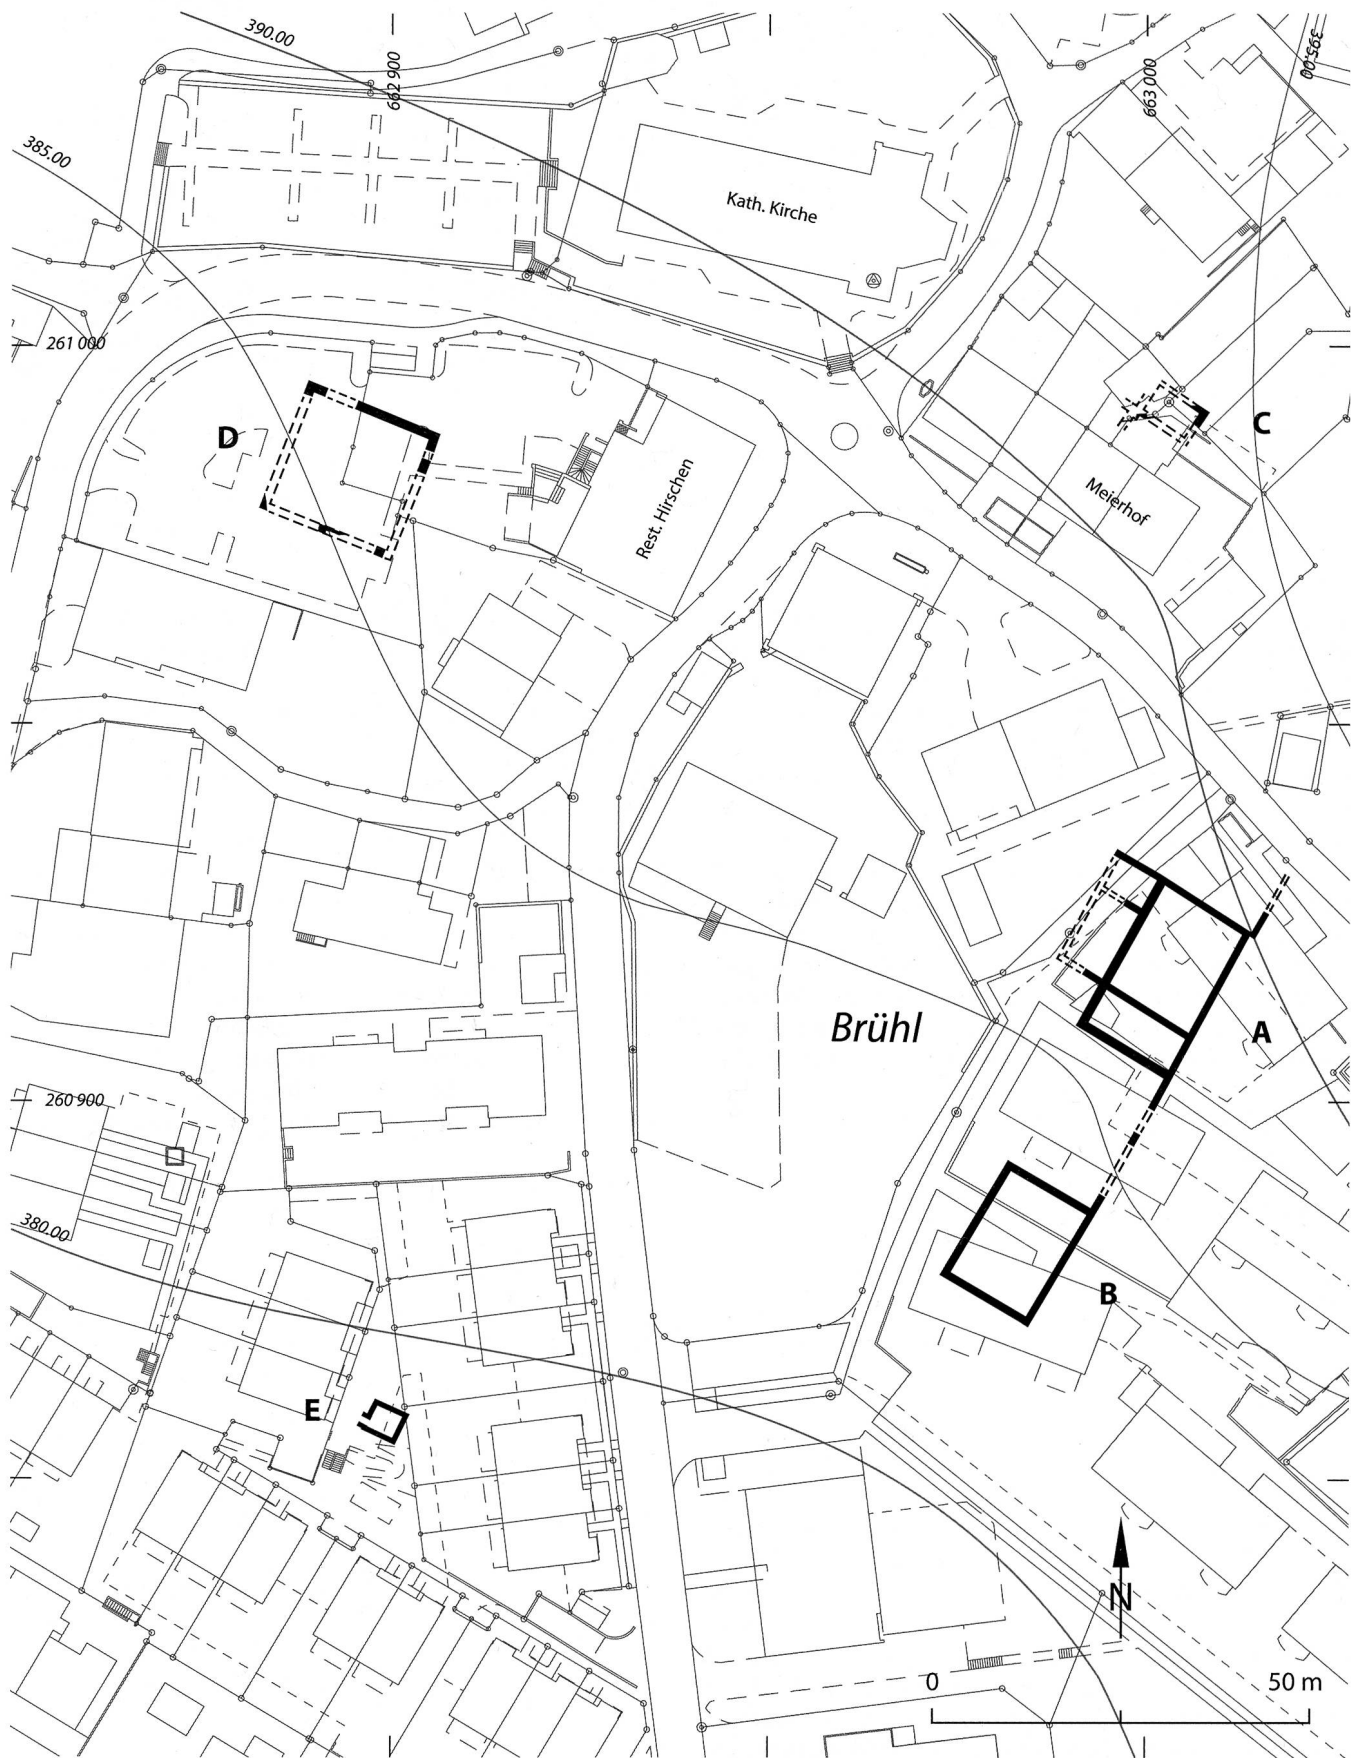 390.00
662 900
663 000
395.00
385.00
Kath. Kirche
261 000
D
C
Rest. Hirschen
Meierhof
Brühl
A
260 900
380.00
B
E
N
0
50 m